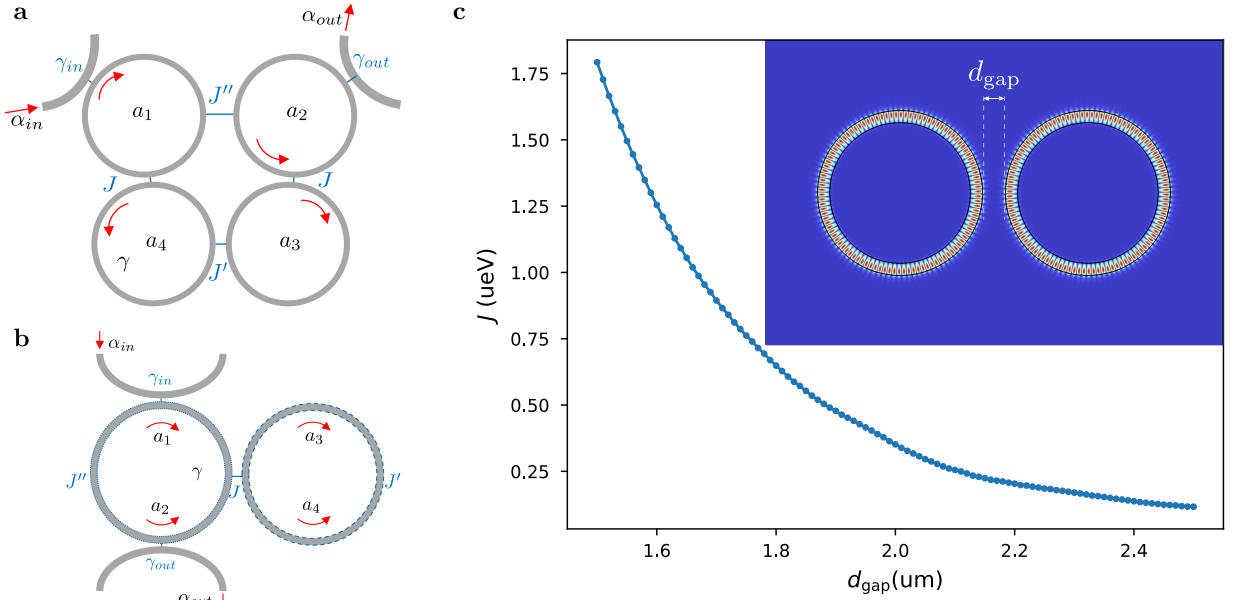 a
α_out
γ_in
γ_out
J''
a_1
a_2
α_in
J
J
a_4
a_3
J'
γ
b
α_in
γ_in
a_1
a_3
J''
γ
J
J'
a_2
a_4
γ_out
α_out
c
d_gap
1.75
1.50
1.25
1.00
0.75
0.50
0.25
J (ueV)
1.6
1.8
2.0
2.2
2.4
d_gap(um)